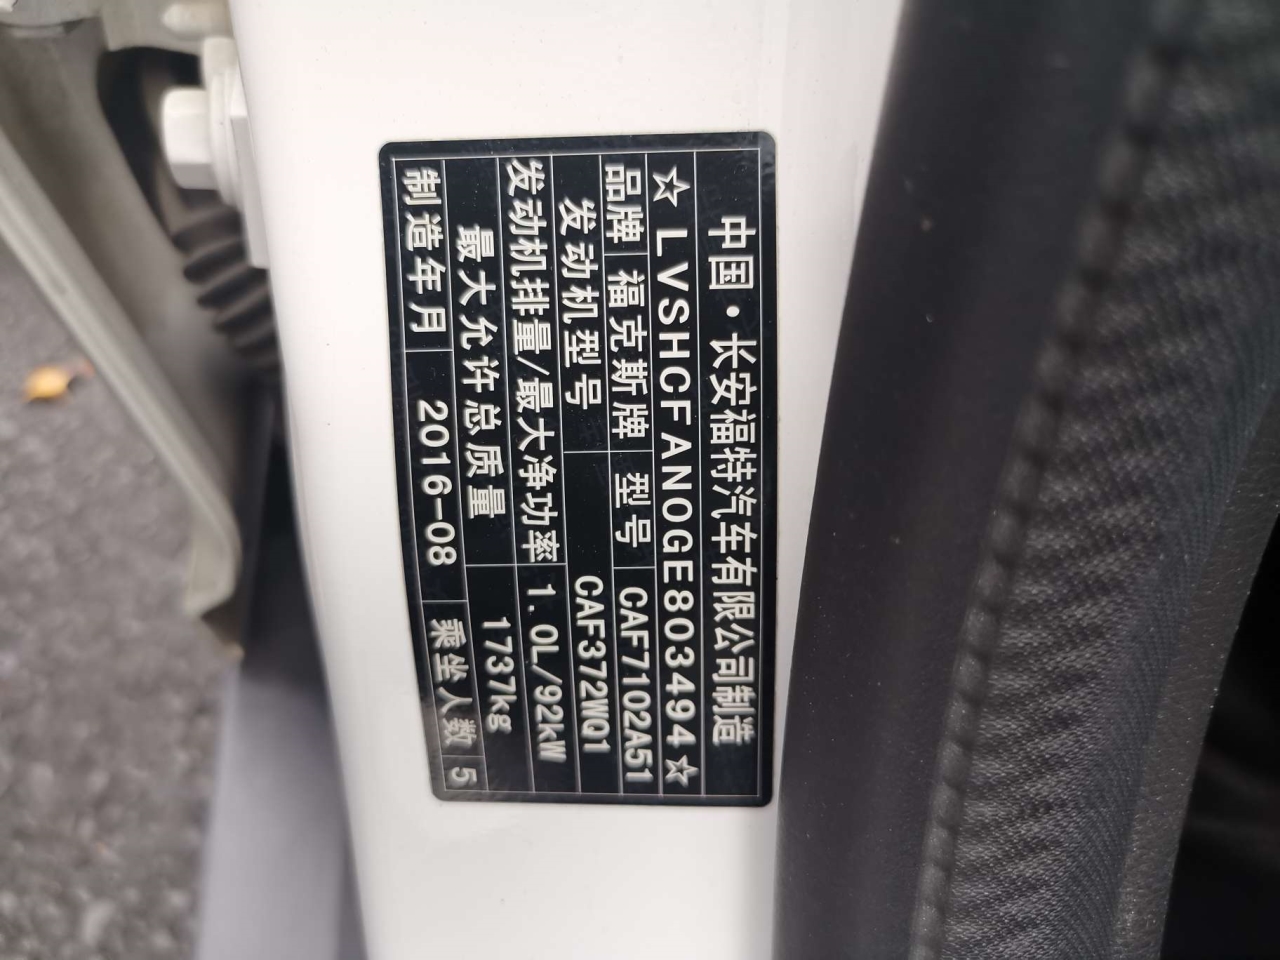 中国·长安福特汽车有限公司制造
☆LVSHCFAN0GE803494☆
品牌 福克斯牌 型号 CAF7102A51
发动机型号 CAF372WQ1
发动机排量/最大净功率 1.0L/92kW
最大允许总质量 1737kg
制造年月 2016-08 乘坐人数 5